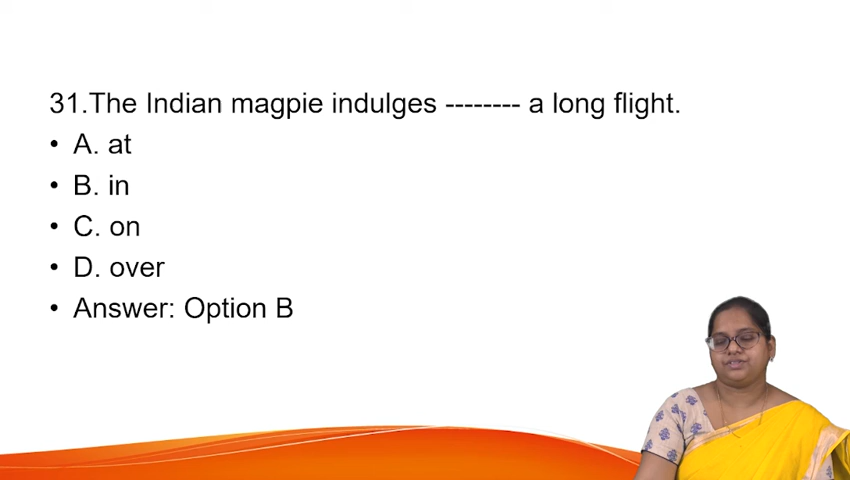 31.The Indian magpie indulges -------- a long flight.
• A. at
• B. in
• C. on
• D. over
• Answer: Option B